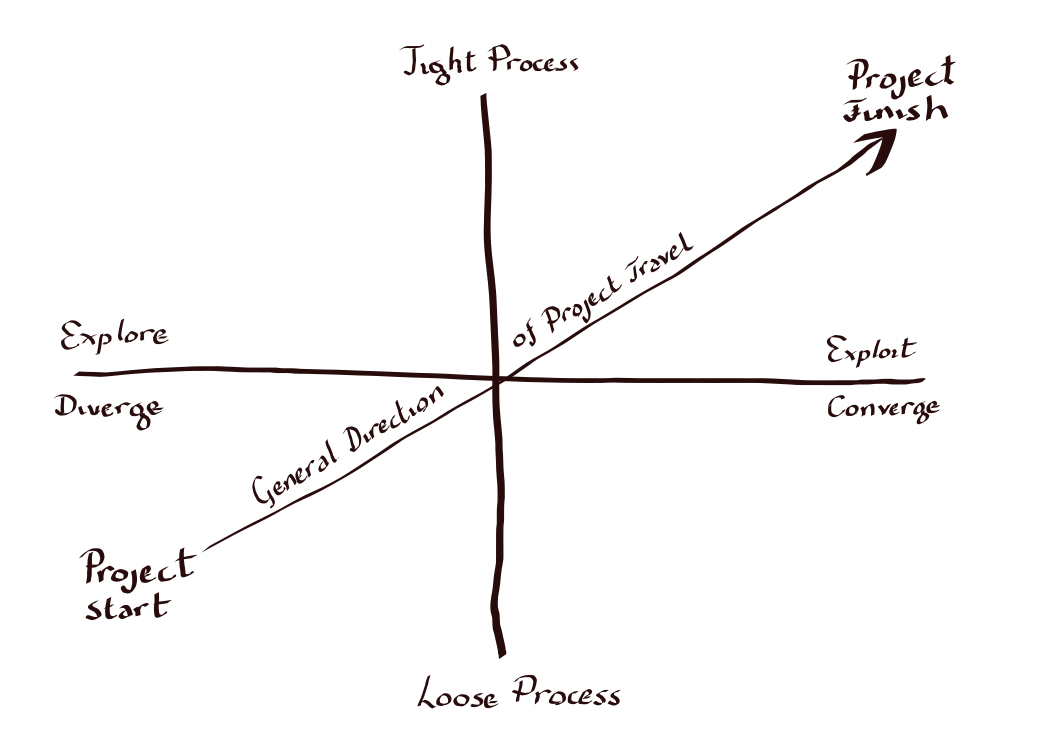 Tight Process
Project
Finish
of Project Travel
Explore
Exploit
Diverge
Converge
General Direction
Project
Start
Loose Process